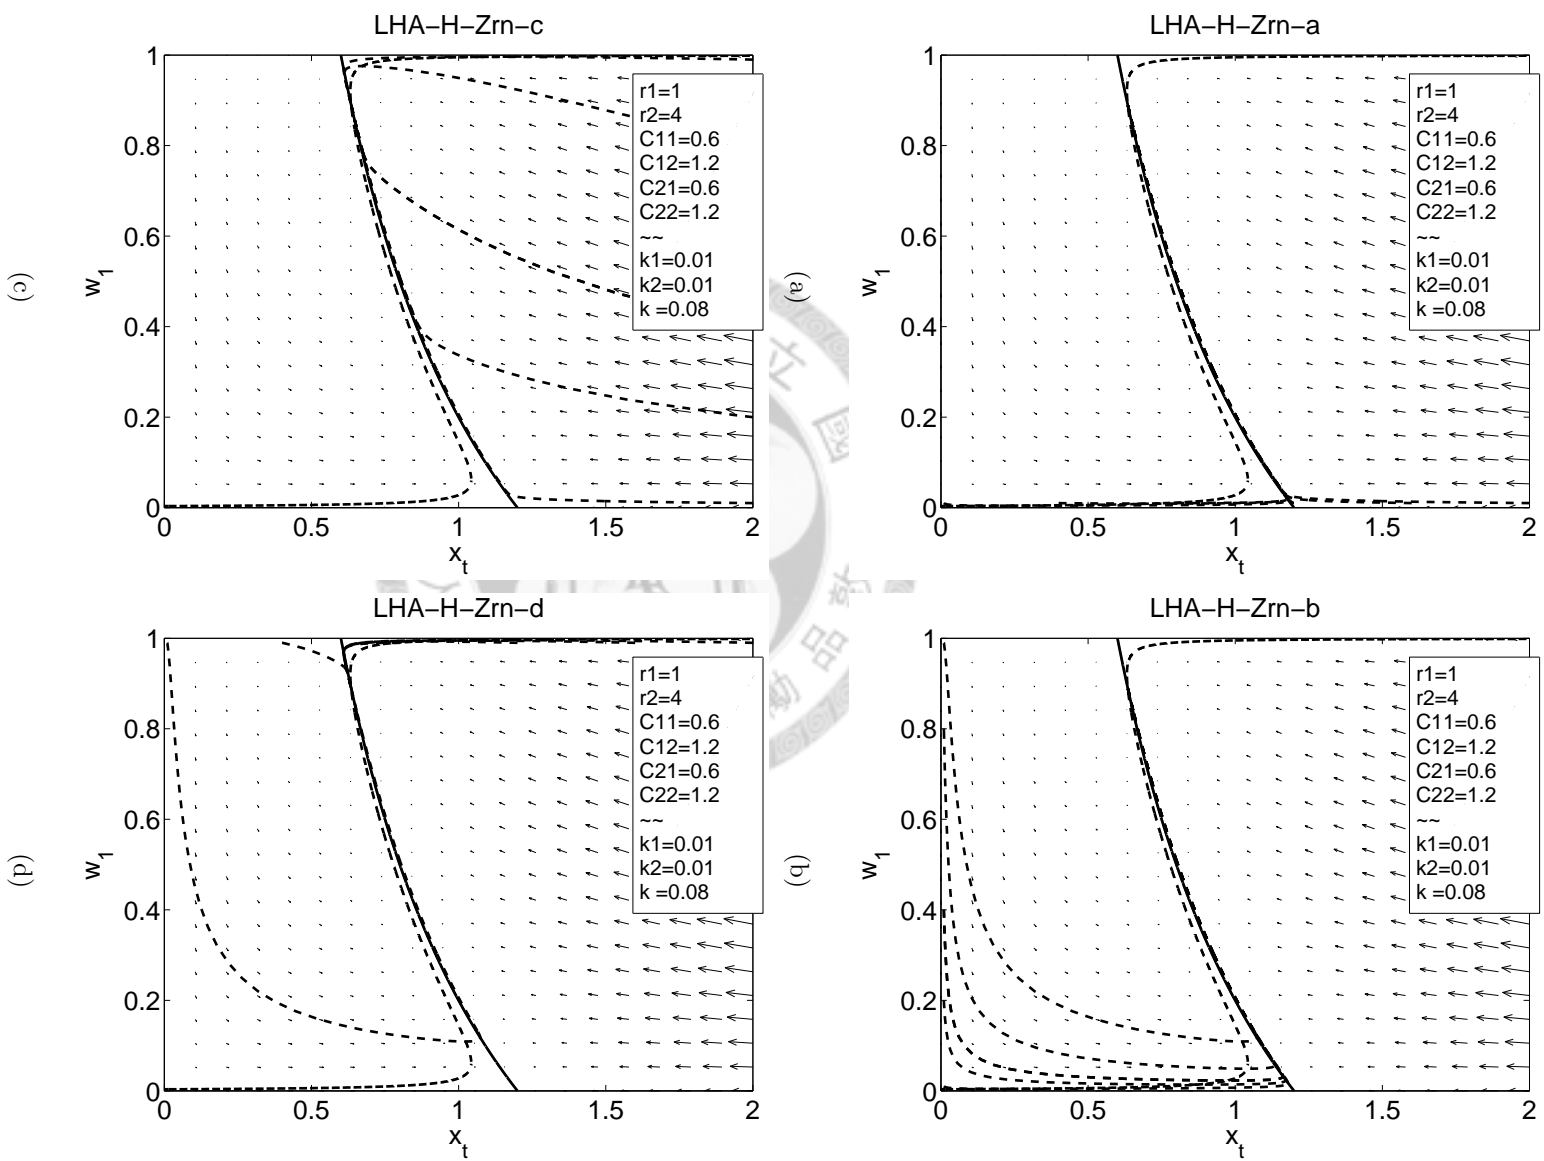 LHA−H−Zrn−c
1
0.8
0.6
0.4
0.2
0
w1
0 0.5 1 1.5 2
xt
r1=1
r2=4
C11=0.6
C12=1.2
C21=0.6
C22=1.2
~~
k1=0.01
k2=0.01
k =0.08
(c)
LHA−H−Zrn−a
1
0.8
0.6
0.4
0.2
0
w1
0 0.5 1 1.5 2
xt
r1=1
r2=4
C11=0.6
C12=1.2
C21=0.6
C22=1.2
~~
k1=0.01
k2=0.01
k =0.08
(a)
LHA−H−Zrn−d
1
0.8
0.6
0.4
0.2
0
w1
0 0.5 1 1.5 2
xt
r1=1
r2=4
C11=0.6
C12=1.2
C21=0.6
C22=1.2
~~
k1=0.01
k2=0.01
k =0.08
(d)
LHA−H−Zrn−b
1
0.8
0.6
0.4
0.2
0
w1
0 0.5 1 1.5 2
xt
r1=1
r2=4
C11=0.6
C12=1.2
C21=0.6
C22=1.2
~~
k1=0.01
k2=0.01
k =0.08
(b)
立 國
品